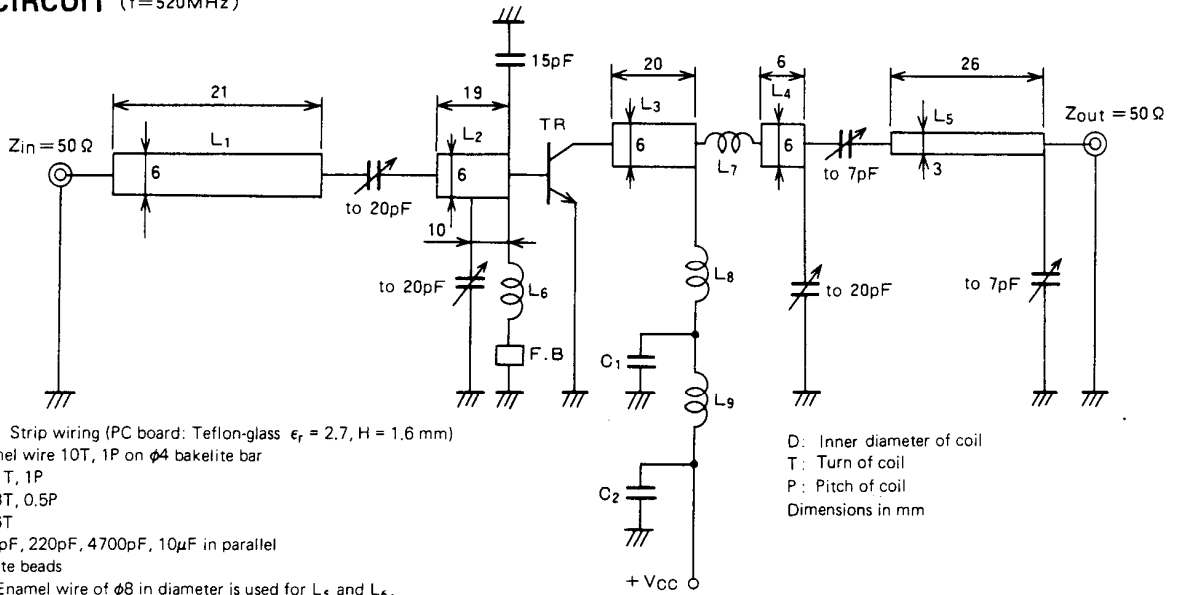 CIRCUIT (f=520MHz)
15pF
21
19
20
6
26
L1
L2
TR
L3
L4
L5
Zin = 50 Ω
Zout = 50 Ω
6
6
6
6
3
to 20pF
L7
to 7pF
10
to 20pF
L6
L8
to 20pF
to 7pF
F.B
C1
L9
C2
+ VCC
Strip wiring (PC board: Teflon-glass εr = 2.7, H = 1.6 mm)
wire 10T, 1P on φ4 bakelite bar
T, 1P
T, 0.5P
T
pF, 220pF, 4700pF, 10μF in parallel
beads
Enamel wire of φ8 in diameter is used for L5 and L6.
D: Inner diameter of coil
T: Turn of coil
P: Pitch of coil
Dimensions in mm